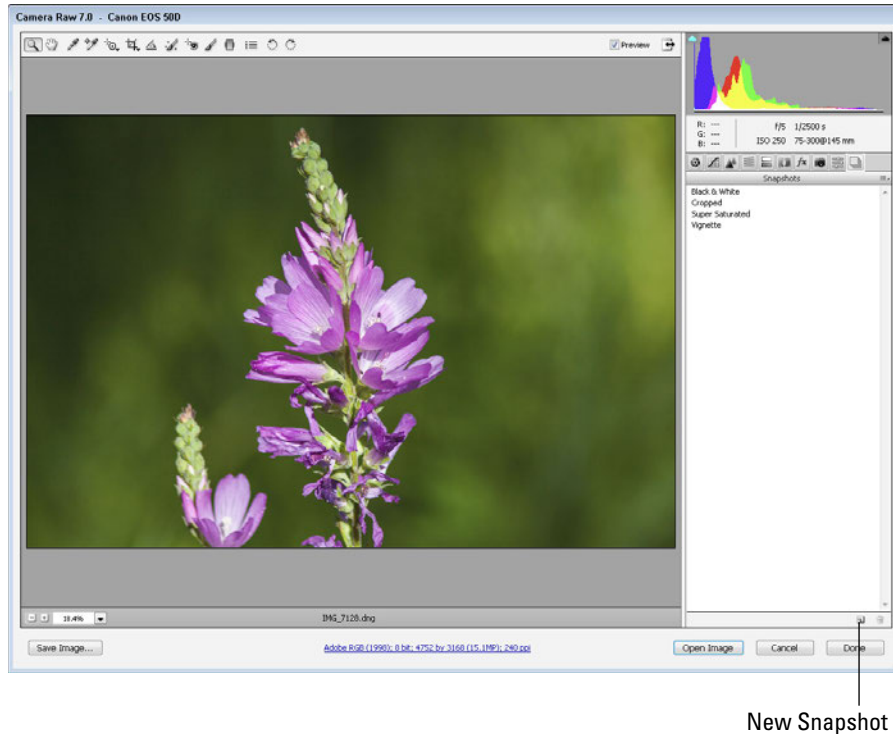 Camera Raw 7.0 - Canon EOS 50D
Preview
R: ---
G: ---
B: ---
f/5 1/2500 s
ISO 250 75-300@145 mm
fx
Snapshots
Black & White
Cropped
Super Saturated
Vignette
18.4%
IMG_7128.dng
Save Image...
Adobe RGB (1998); 8 bit; 4752 by 3168 (15.1MP); 240 ppi
Open Image
Cancel
Done
New Snapshot